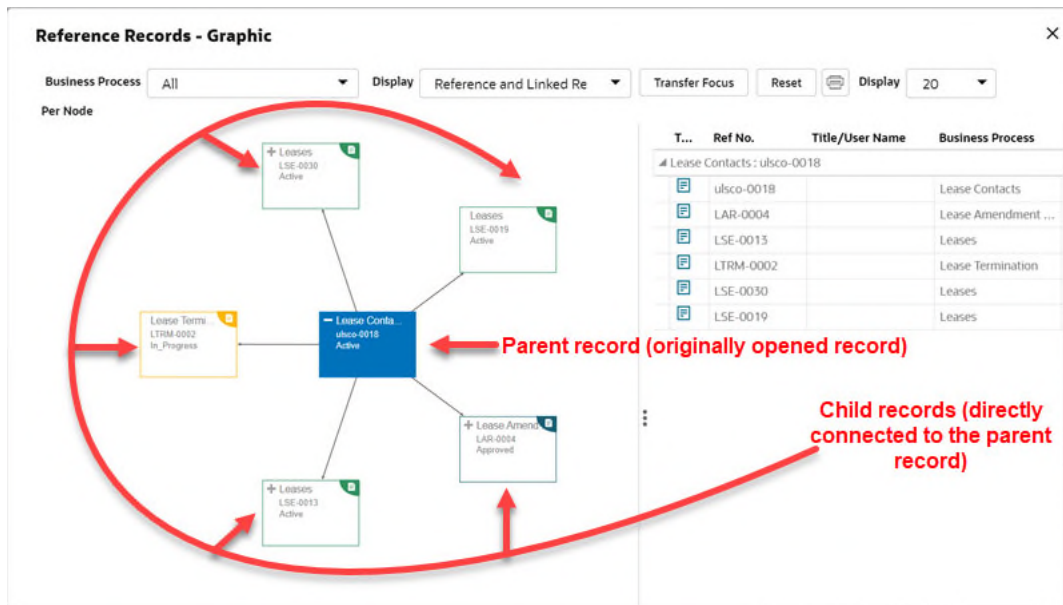 Reference Records - Graphic
Business Process All Display Reference and Linked Re Transfer Focus Reset Display 20
Per Node
Leases
LSE-0030
Active
Leases
LSE-0019
Active
Lease Termi...
LTRM-0002
In_Progress
Lease Conta...
ulsco-0018
Active
Lease Amend
LAR-0004
Approved
Leases
LSE-0013
Active
Parent record (originally opened record)
Child records (directly
connected to the parent
record)
T... Ref No. Title/User Name Business Process
Lease Contacts : ulsco-0018
ulsco-0018 Lease Contacts
LAR-0004 Lease Amendment ...
LSE-0013 Leases
LTRM-0002 Lease Termination
LSE-0030 Leases
LSE-0019 Leases